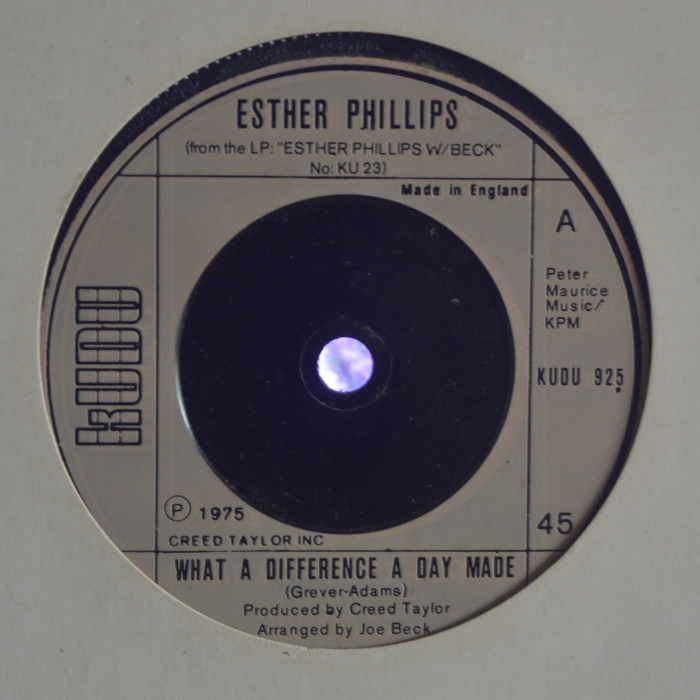 ESTHER PHILLIPS
(from the LP: "ESTHER PHILLIPS W/BECK"
No: KU 23)
Made in England
A
Peter
Maurice
Music/
KPM
KUDU
KUDU 925
45
Ⓟ 1975
CREED TAYLOR INC
WHAT A DIFFERENCE A DAY MADE
(Grever-Adams)
Produced by Creed Taylor
Arranged by Joe Beck